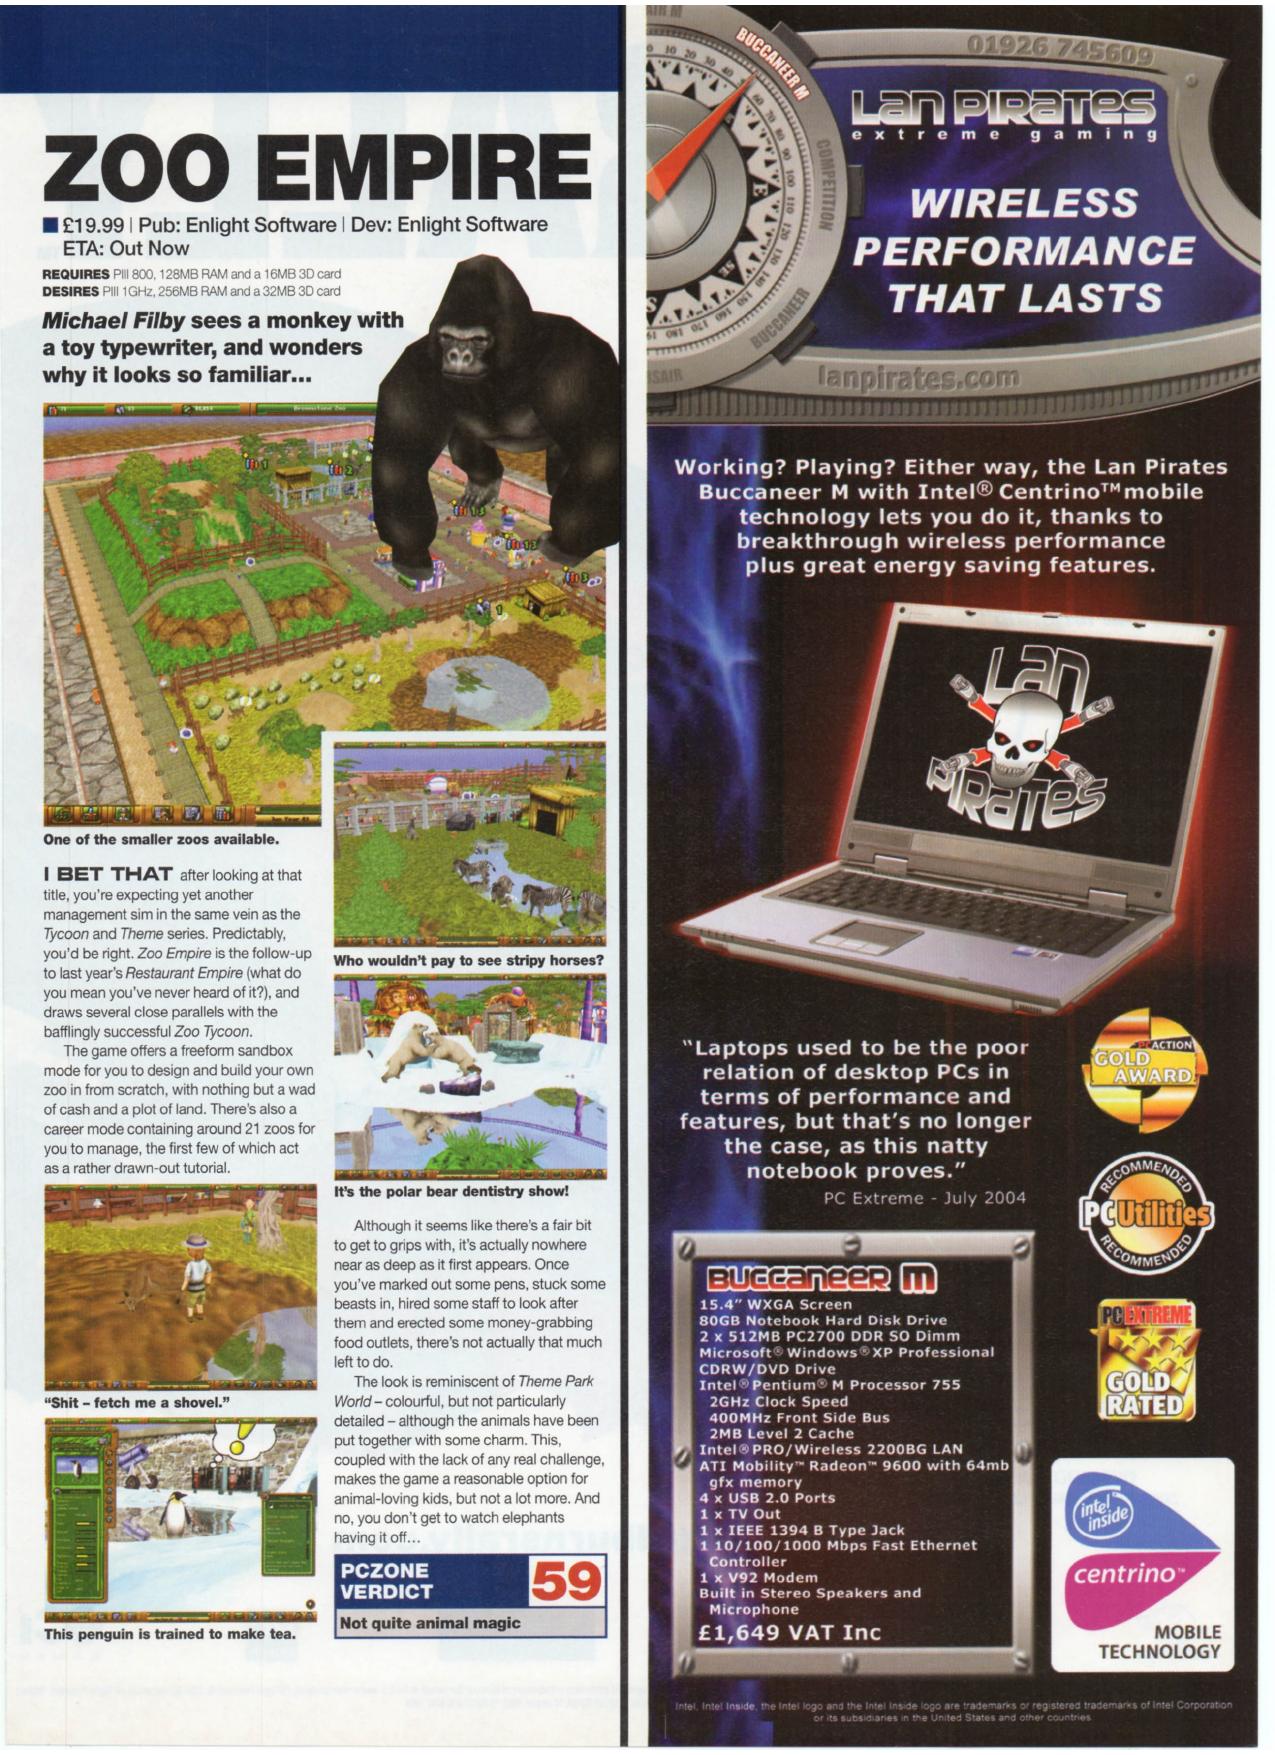 ZOO EMPIRE
£19.99 | Pub: Enlight Software | Dev: Enlight Software
ETA: Out Now
REQUIRES PIII 800, 128MB RAM and a 16MB 3D card
DESIRES PIII 1GHz, 256MB RAM and a 32MB 3D card
Michael Filby sees a monkey with
a toy typewriter, and wonders
why it looks so familiar...
Brownstone Zoo
One of the smaller zoos available.
I BET THAT after looking at that
title, you're expecting yet another
management sim in the same vein as the
Tycoon and Theme series. Predictably,
you'd be right. Zoo Empire is the follow-up
to last year's Restaurant Empire (what do
you mean you've never heard of it?), and
draws several close parallels with the
bafflingly successful Zoo Tycoon.
The game offers a freeform sandbox
mode for you to design and build your own
zoo in from scratch, with nothing but a wad
of cash and a plot of land. There's also a
career mode containing around 21 zoos for
you to manage, the first few of which act
as a rather drawn-out tutorial.
"Shit – fetch me a shovel."
This penguin is trained to make tea.
Who wouldn't pay to see stripy horses?
It's the polar bear dentistry show!
Although it seems like there's a fair bit
to get to grips with, it's actually nowhere
near as deep as it first appears. Once
you've marked out some pens, stuck some
beasts in, hired some staff to look after
them and erected some money-grabbing
food outlets, there's not actually that much
left to do.
The look is reminiscent of Theme Park
World – colourful, but not particularly
detailed – although the animals have been
put together with some charm. This,
coupled with the lack of any real challenge,
makes the game a reasonable option for
animal-loving kids, but not a lot more. And
no, you don't get to watch elephants
having it off...
PCZONE
VERDICT
59
Not quite animal magic
BUCCANEER M
COMPETITION
BUCCANEER
01926 745609
LAN PIRATES
extreme gaming
WIRELESS
PERFORMANCE
THAT LASTS
lanpirates.com
Working? Playing? Either way, the Lan Pirates
Buccaneer M with Intel® Centrino™ mobile
technology lets you do it, thanks to
breakthrough wireless performance
plus great energy saving features.
LAN
PIRATES
"Laptops used to be the poor
relation of desktop PCs in
terms of performance and
features, but that's no longer
the case, as this natty
notebook proves."
PC Extreme - July 2004
PC ACTION
GOLD
AWARD
RECOMMENDED
PCUtilities
RECOMMENDED
PC EXTREME
GOLD
RATED
BUCCANEER M
15.4" WXGA Screen
80GB Notebook Hard Disk Drive
2 x 512MB PC2700 DDR SO Dimm
Microsoft® Windows® XP Professional
CDRW/DVD Drive
Intel® Pentium® M Processor 755
2GHz Clock Speed
400MHz Front Side Bus
2MB Level 2 Cache
Intel® PRO/Wireless 2200BG LAN
ATI Mobility™ Radeon™ 9600 with 64mb
gfx memory
4 x USB 2.0 Ports
1 x TV Out
1 x IEEE 1394 B Type Jack
1 10/100/1000 Mbps Fast Ethernet
Controller
1 x V92 Modem
Built in Stereo Speakers and
Microphone
£1,649 VAT Inc
intel
inside
centrino™
MOBILE
TECHNOLOGY
Intel, Intel Inside, the Intel logo and the Intel Inside logo are trademarks or registered trademarks of Intel Corporation
or its subsidiaries in the United States and other countries